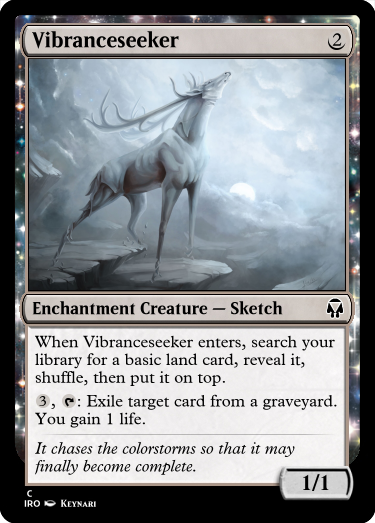 Vibranceseeker 2
Enchantment Creature — Sketch
When Vibranceseeker enters, search your
library for a basic land card, reveal it,
shuffle, then put it on top.
3, : Exile target card from a graveyard.
You gain 1 life.
It chases the colorstorms so that it may
finally become complete.
1/1
C
IRO Keynari